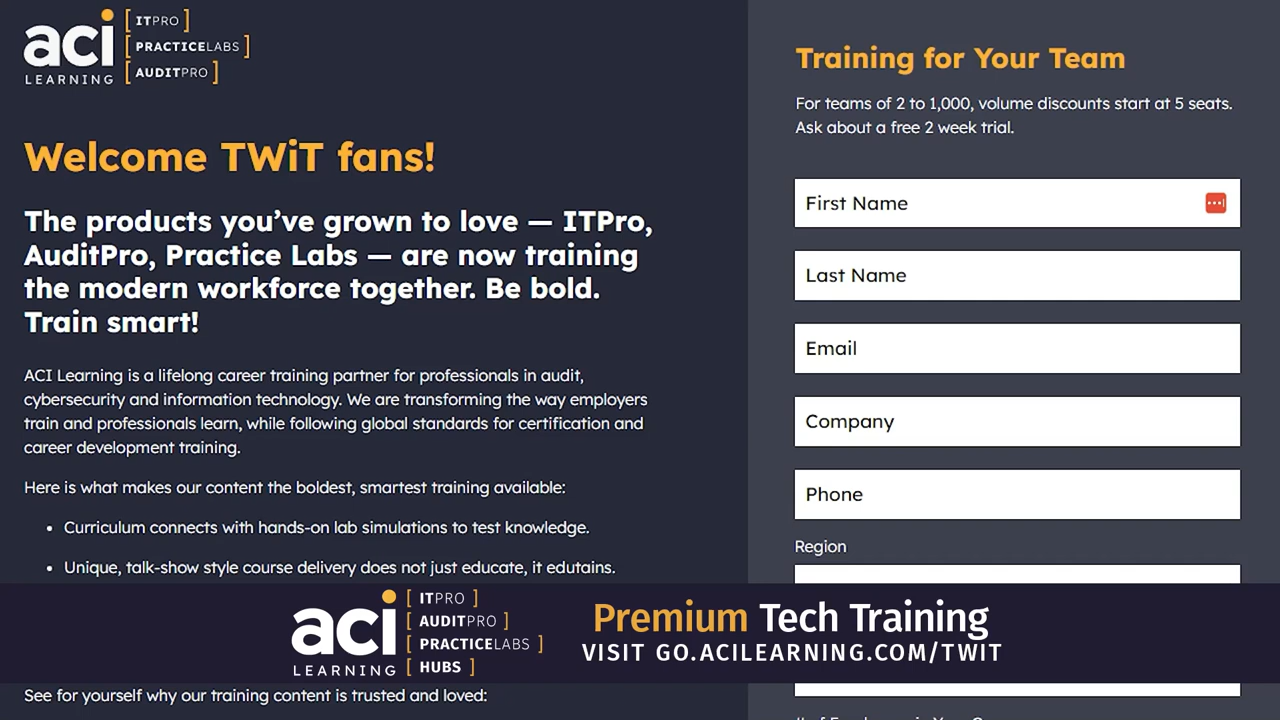 aci
LEARNING
[ ITPRO ]
[ PRACTICELABS ]
[ AUDITPRO ]
Welcome TWiT fans!
The products you’ve grown to love — ITPro,
AuditPro, Practice Labs — are now training
the modern workforce together. Be bold.
Train smart!
ACI Learning is a lifelong career training partner for professionals in audit,
cybersecurity and information technology. We are transforming the way employers
train and professionals learn, while following global standards for certification and
career development training.
Here is what makes our content the boldest, smartest training available:
• Curriculum connects with hands-on lab simulations to test knowledge.
• Unique, talk-show style course delivery does not just educate, it edutains.
See for yourself why our training content is trusted and loved:
Training for Your Team
For teams of 2 to 1,000, volume discounts start at 5 seats.
Ask about a free 2 week trial.
First Name
Last Name
Email
Company
Phone
Region
aci
LEARNING
[ ITPRO ]
[ AUDITPRO ]
[ PRACTICELABS ]
[ HUBS ]
Premium Tech Training
VISIT GO.ACILEARNING.COM/TWIT